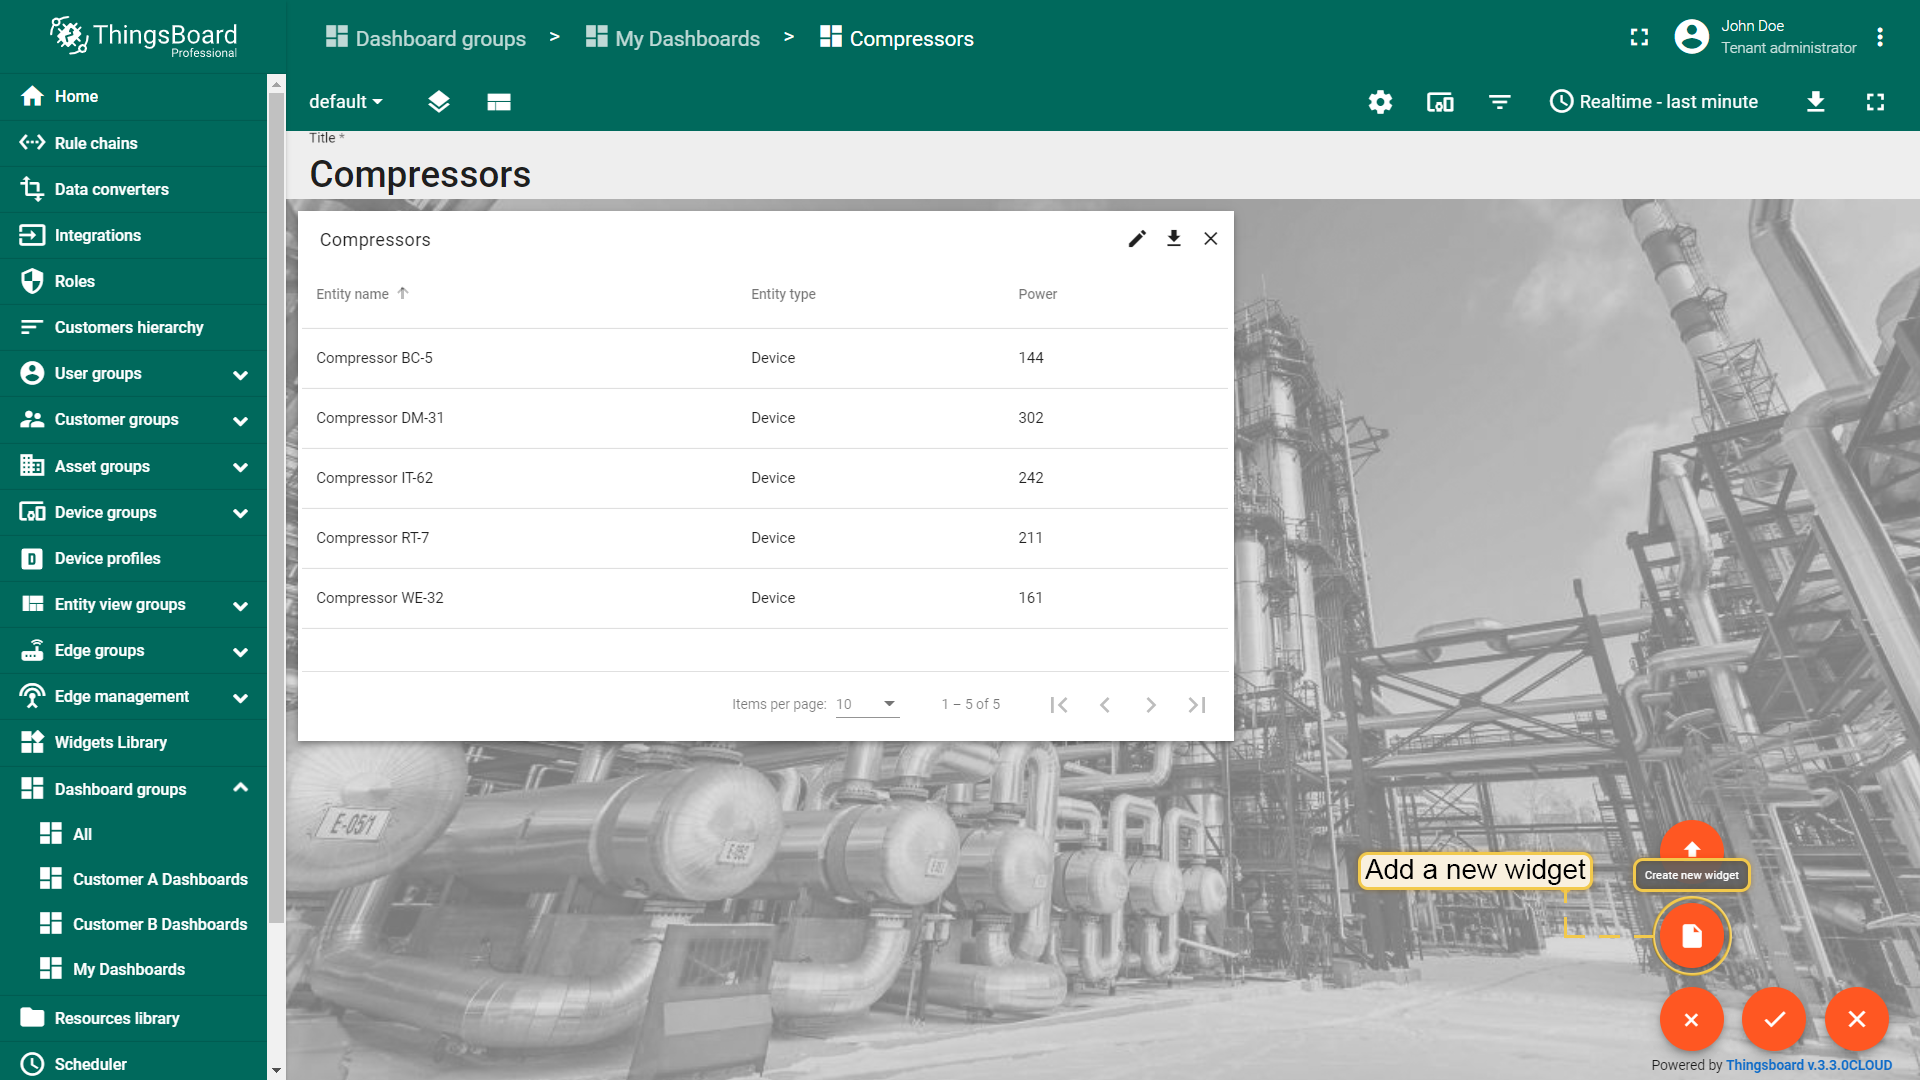 ThingsBoard
Professional
Dashboard groups > My Dashboards > Compressors
John Doe
Tenant administrator
Home
Rule chains
Data converters
Integrations
Roles
Customers hierarchy
User groups
Customer groups
Asset groups
Device groups
Device profiles
Entity view groups
Edge groups
Edge management
Widgets Library
Dashboard groups
All
Customer A Dashboards
Customer B Dashboards
My Dashboards
Resources library
Scheduler
default
Realtime - last minute
Title *
Compressors
Compressors
Entity name Entity type Power
Compressor BC-5 Device 144
Compressor DM-31 Device 302
Compressor IT-62 Device 242
Compressor RT-7 Device 211
Compressor WE-32 Device 161
Items per page: 10 1 – 5 of 5
E-05/1
Add a new widget
Create new widget
Powered by Thingsboard v.3.3.0CLOUD